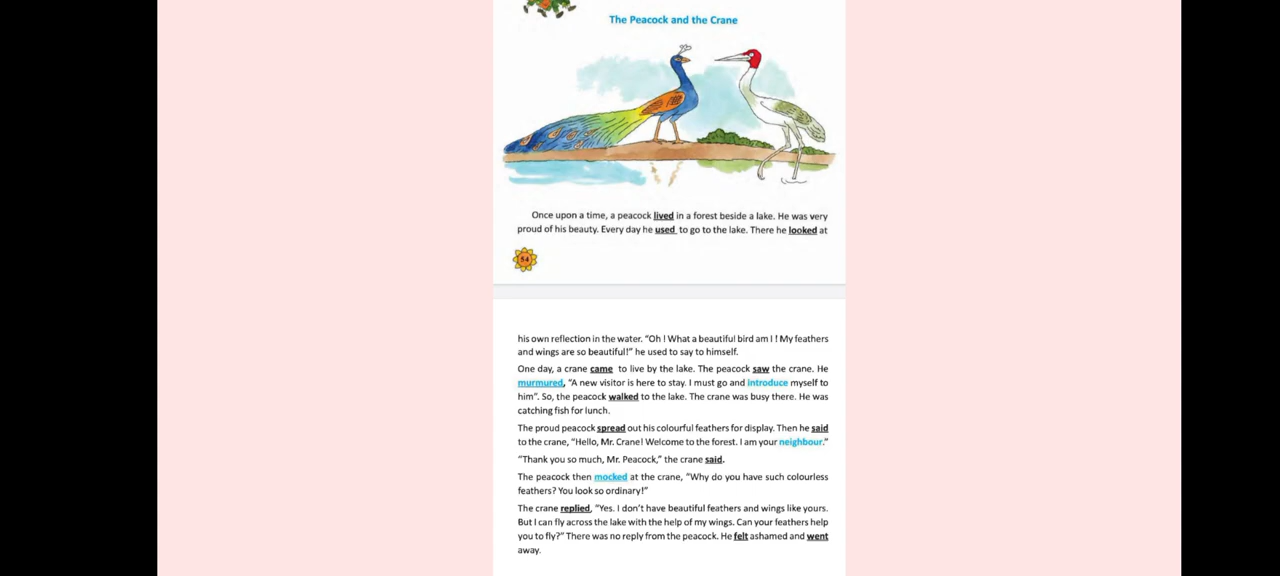 The Peacock and the Crane
Once upon a time, a peacock lived in a forest beside a lake. He was very
proud of his beauty. Every day he used to go to the lake. There he looked at
54
his own reflection in the water. “Oh ! What a beautiful bird am I ! My feathers
and wings are so beautiful!” he used to say to himself.
One day, a crane came to live by the lake. The peacock saw the crane. He
murmured, “A new visitor is here to stay. I must go and introduce myself to
him”. So, the peacock walked to the lake. The crane was busy there. He was
catching fish for lunch.
The proud peacock spread out his colourful feathers for display. Then he said
to the crane, “Hello, Mr. Crane! Welcome to the forest. I am your neighbour.”
“Thank you so much, Mr. Peacock,” the crane said.
The peacock then mocked at the crane, “Why do you have such colourless
feathers? You look so ordinary!”
The crane replied, “Yes. I don’t have beautiful feathers and wings like yours.
But I can fly across the lake with the help of my wings. Can your feathers help
you to fly?” There was no reply from the peacock. He felt ashamed and went
away.